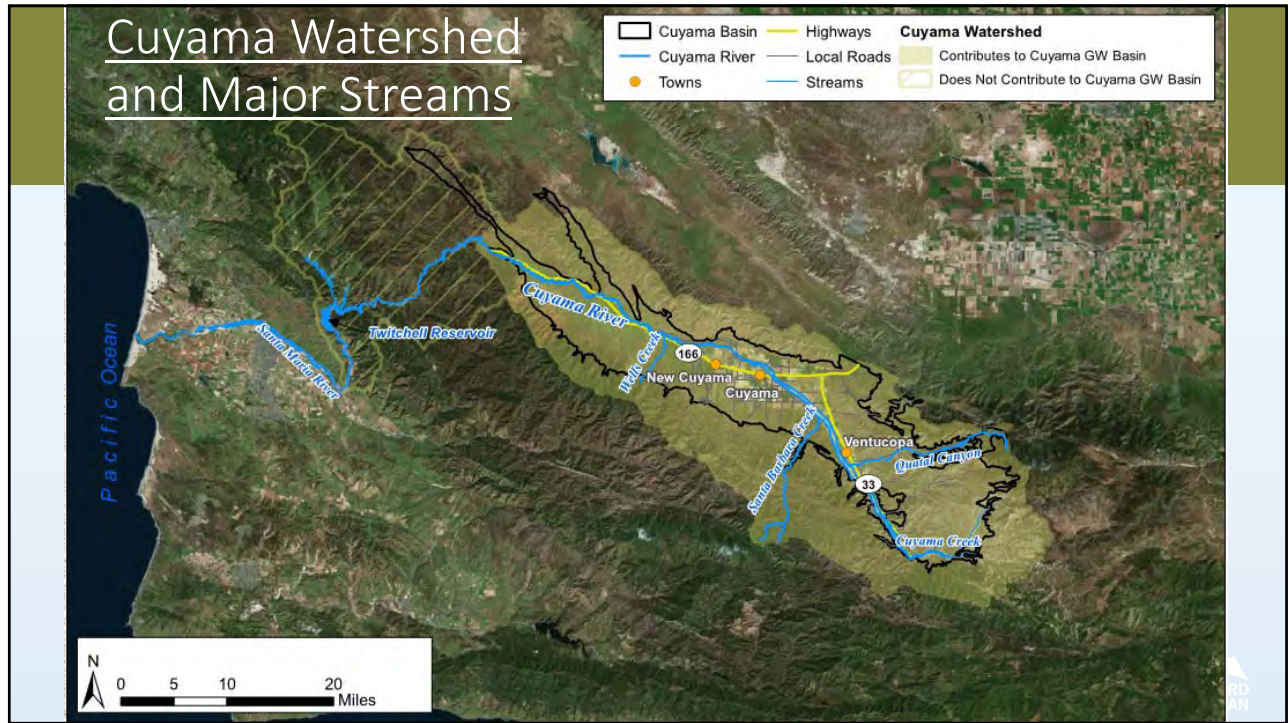 Cuyama Watershed
and Major Streams
Cuyama Basin
Highways
Cuyama Watershed
Cuyama River
Local Roads
Contributes to Cuyama GW Basin
Towns
Streams
Does Not Contribute to Cuyama GW Basin
Cuyama River
Twitchell Reservoir
Santa Maria River
Pacific Ocean
Wells Creek
166
New Cuyama
Cuyama
Santa Barbara Creek
Ventucopa
Quatal Canyon
33
Cuyama Creek
N
0 5 10 20
Miles
RD
AN